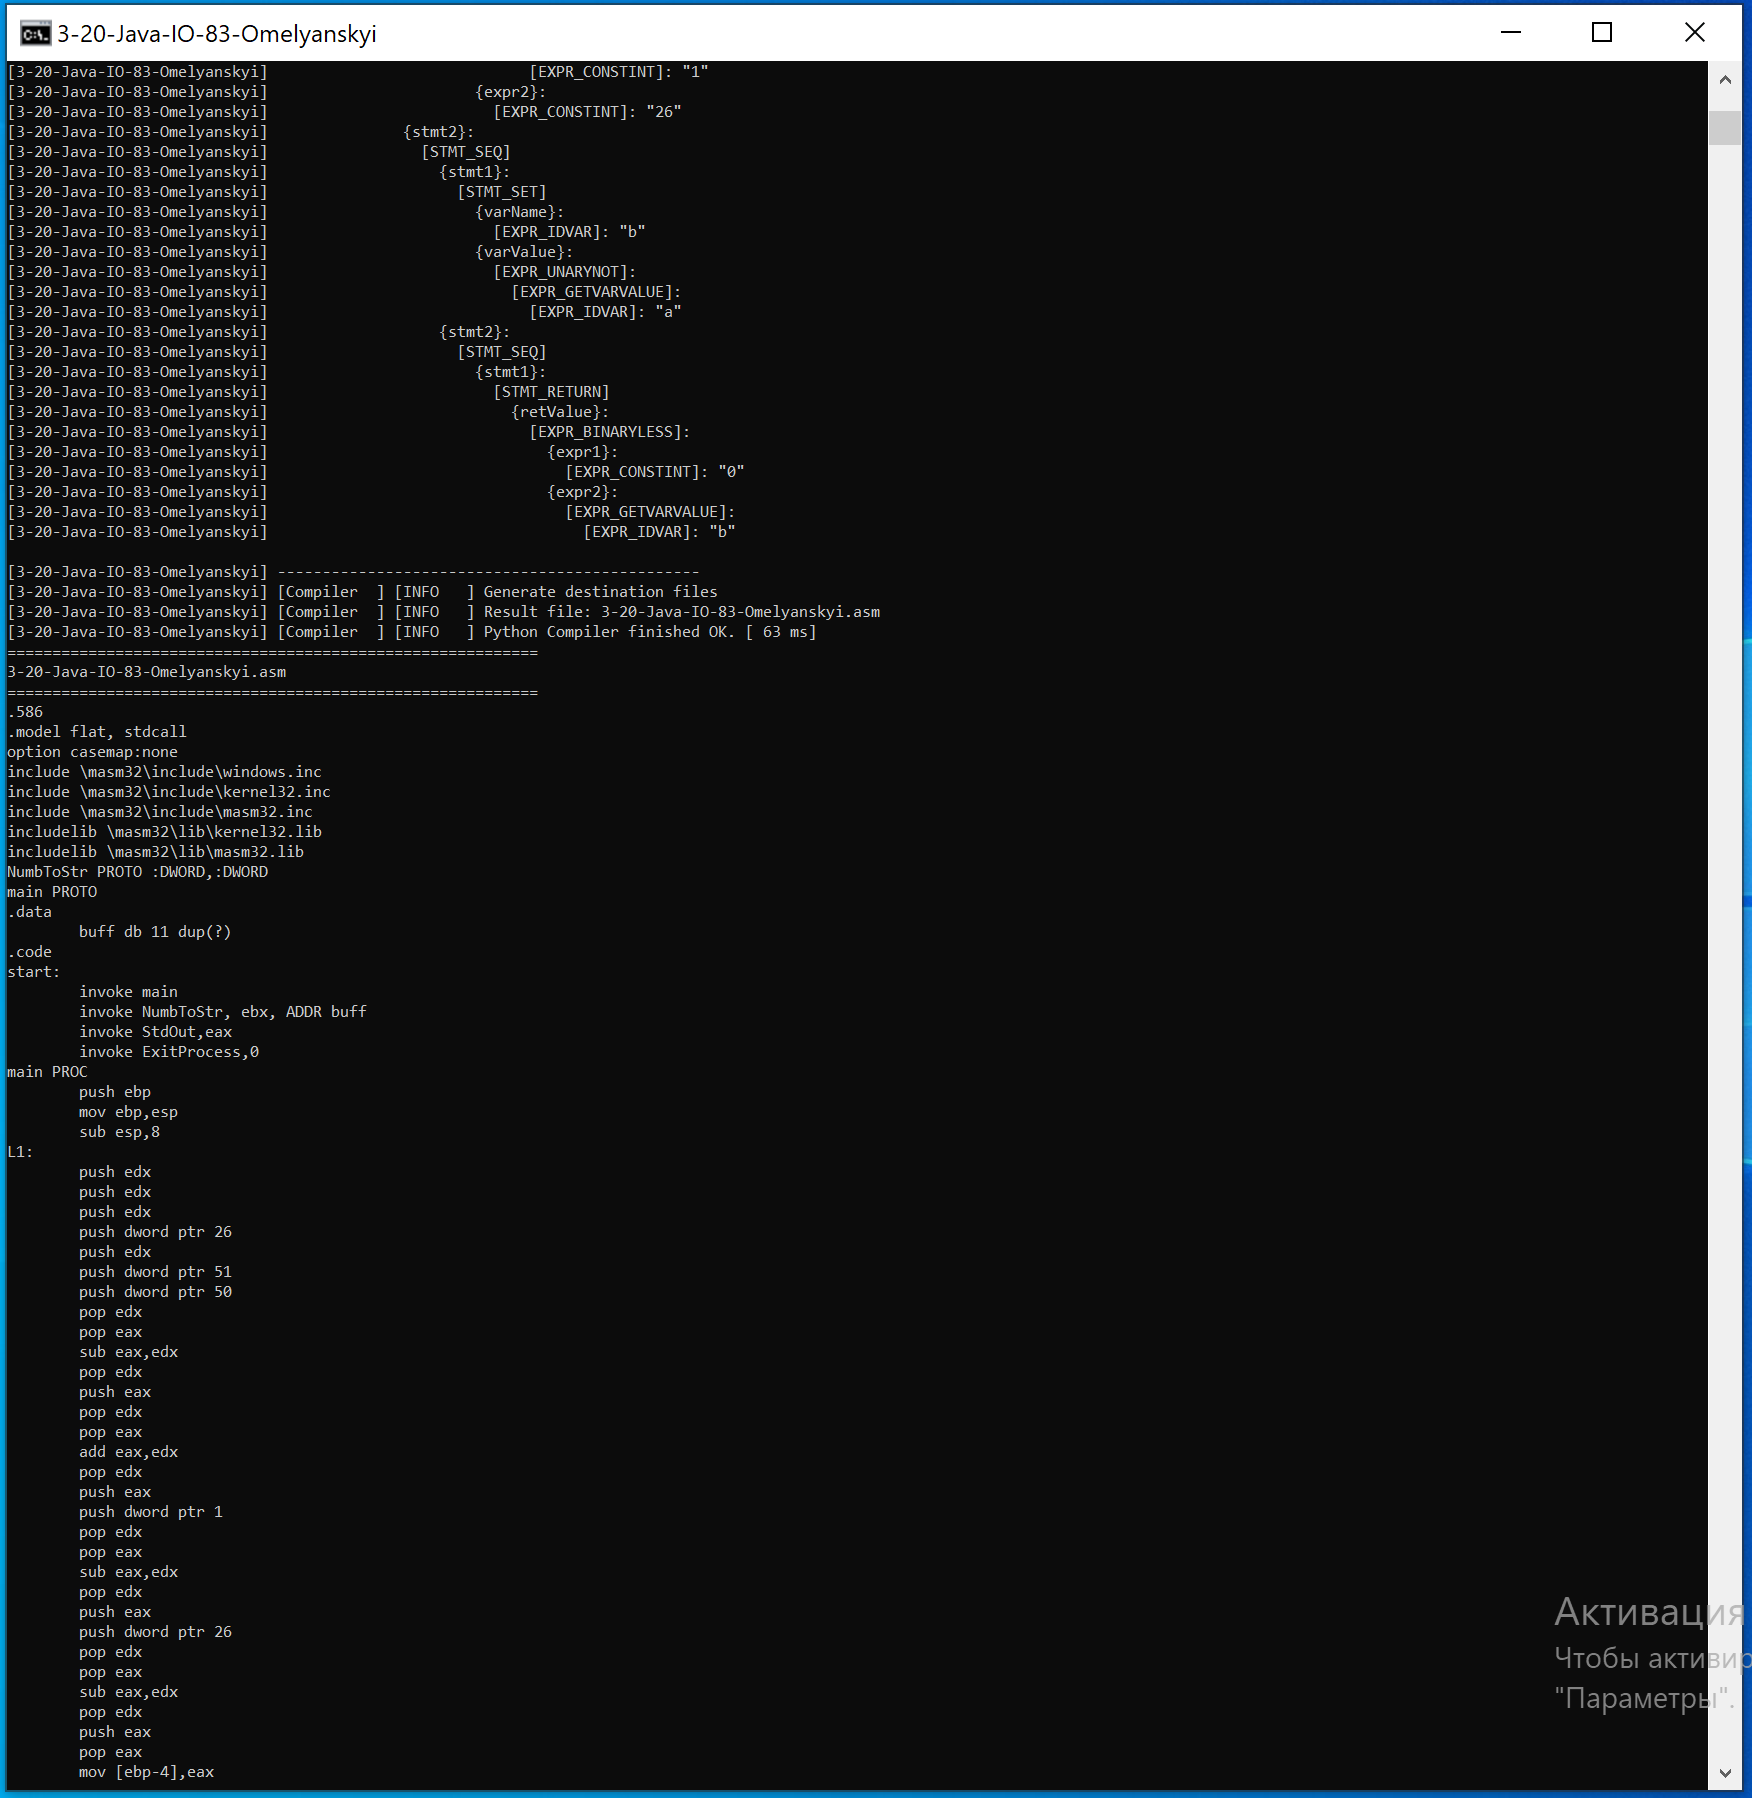 3-20-Java-IO-83-Omelyanskyi
[3-20-Java-IO-83-Omelyanskyi]                             [EXPR_CONSTINT]: "1"
[3-20-Java-IO-83-Omelyanskyi]                       {expr2}:
[3-20-Java-IO-83-Omelyanskyi]                         [EXPR_CONSTINT]: "26"
[3-20-Java-IO-83-Omelyanskyi]               {stmt2}:
[3-20-Java-IO-83-Omelyanskyi]                 [STMT_SEQ]
[3-20-Java-IO-83-Omelyanskyi]                   {stmt1}:
[3-20-Java-IO-83-Omelyanskyi]                     [STMT_SET]
[3-20-Java-IO-83-Omelyanskyi]                       {varName}:
[3-20-Java-IO-83-Omelyanskyi]                         [EXPR_IDVAR]: "b"
[3-20-Java-IO-83-Omelyanskyi]                       {varValue}:
[3-20-Java-IO-83-Omelyanskyi]                         [EXPR_UNARYNOT]:
[3-20-Java-IO-83-Omelyanskyi]                           [EXPR_GETVARVALUE]:
[3-20-Java-IO-83-Omelyanskyi]                             [EXPR_IDVAR]: "a"
[3-20-Java-IO-83-Omelyanskyi]                   {stmt2}:
[3-20-Java-IO-83-Omelyanskyi]                     [STMT_SEQ]
[3-20-Java-IO-83-Omelyanskyi]                       {stmt1}:
[3-20-Java-IO-83-Omelyanskyi]                         [STMT_RETURN]
[3-20-Java-IO-83-Omelyanskyi]                           {retValue}:
[3-20-Java-IO-83-Omelyanskyi]                             [EXPR_BINARYLESS]:
[3-20-Java-IO-83-Omelyanskyi]                               {expr1}:
[3-20-Java-IO-83-Omelyanskyi]                                 [EXPR_CONSTINT]: "0"
[3-20-Java-IO-83-Omelyanskyi]                               {expr2}:
[3-20-Java-IO-83-Omelyanskyi]                                 [EXPR_GETVARVALUE]:
[3-20-Java-IO-83-Omelyanskyi]                                   [EXPR_IDVAR]: "b"
[3-20-Java-IO-83-Omelyanskyi] -----------------------------------------------
[3-20-Java-IO-83-Omelyanskyi] [Compiler  ] [INFO   ] Generate destination files
[3-20-Java-IO-83-Omelyanskyi] [Compiler  ] [INFO   ] Result file: 3-20-Java-IO-83-Omelyanskyi.asm
[3-20-Java-IO-83-Omelyanskyi] [Compiler  ] [INFO   ] Python Compiler finished OK. [ 63 ms]
===========================================================
3-20-Java-IO-83-Omelyanskyi.asm
===========================================================
.586
.model flat, stdcall
option casemap:none
include \masm32\include\windows.inc
include \masm32\include\kernel32.inc
include \masm32\include\masm32.inc
includelib \masm32\lib\kernel32.lib
includelib \masm32\lib\masm32.lib
NumbToStr PROTO :DWORD,:DWORD
main PROTO
.data
        buff db 11 dup(?)
.code
start:
        invoke main
        invoke NumbToStr, ebx, ADDR buff
        invoke StdOut,eax
        invoke ExitProcess,0
main PROC
        push ebp
        mov ebp,esp
        sub esp,8
L1:
        push edx
        push edx
        push edx
        push dword ptr 26
        push edx
        push dword ptr 51
        push dword ptr 50
        pop edx
        pop eax
        sub eax,edx
        pop edx
        push eax
        pop edx
        pop eax
        add eax,edx
        pop edx
        push eax
        push dword ptr 1
        pop edx
        pop eax
        sub eax,edx
        pop edx
        push eax
        push dword ptr 26
        pop edx
        pop eax
        sub eax,edx
        pop edx
        push eax
        pop eax
        mov [ebp-4],eax
Активация
Чтобы активир
"Параметры".